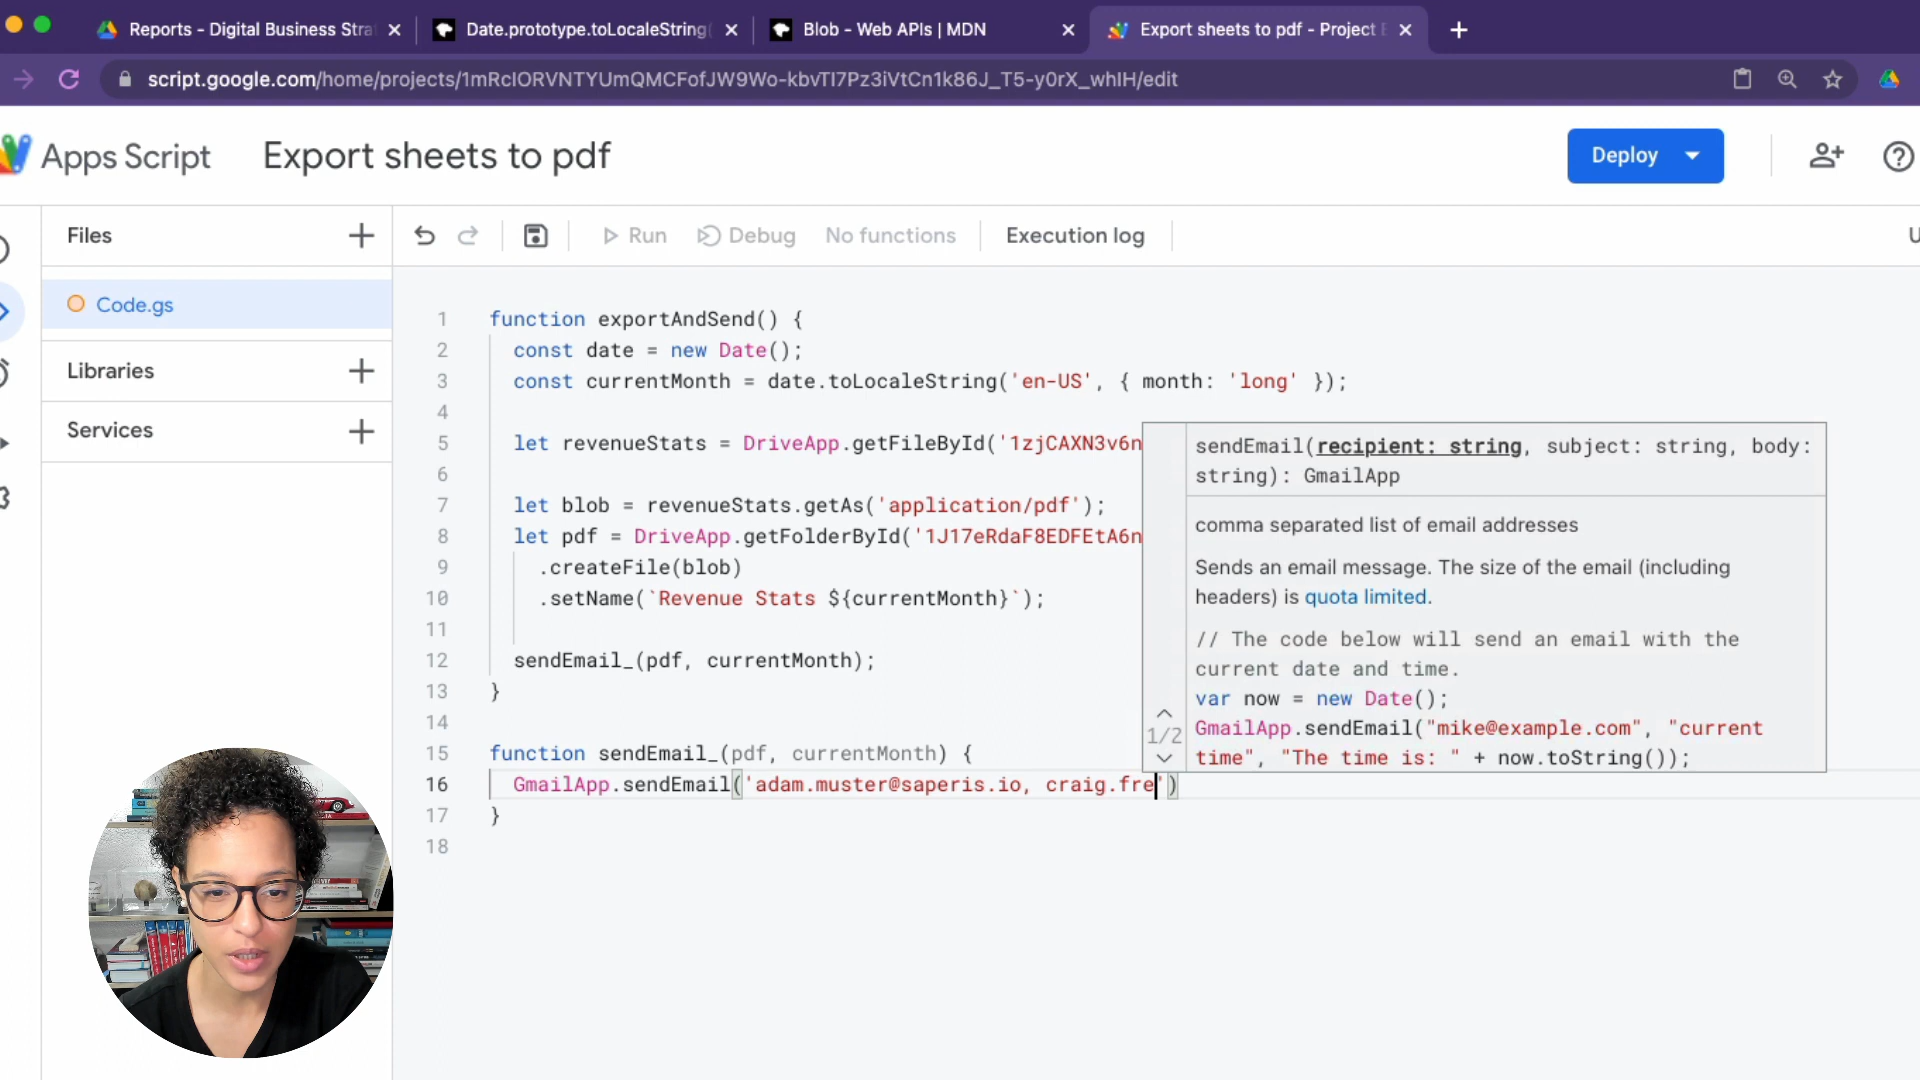 Reports - Digital Business Stra
Date.prototype.toLocaleString(
Blob - Web APIs | MDN
Export sheets to pdf - Project E
script.google.com/home/projects/1mRcIORVNTYUmQMCFofJW9Wo-kbvTI7Pz3iVtCn1k86J_T5-y0rX_whIH/edit
Apps Script
Export sheets to pdf
Deploy
Files
Run
Debug
No functions
Execution log
U
Code.gs
Libraries
Services
1 function exportAndSend() {
2 const date = new Date();
3 const currentMonth = date.toLocaleString('en-US', { month: 'long' });
4
5 let revenueStats = DriveApp.getFileById('1zjCAXN3v6n
6
7 let blob = revenueStats.getAs('application/pdf');
8 let pdf = DriveApp.getFolderById('1J17eRdaF8EDFEtA6n
9 .createFile(blob)
10 .setName(`Revenue Stats ${currentMonth}`);
11
12 sendEmail_(pdf, currentMonth);
13 }
14
15 function sendEmail_(pdf, currentMonth) {
16 GmailApp.sendEmail('adam.muster@saperis.io, craig.fre')
17 }
18
1/2
sendEmail(recipient: string, subject: string, body:
string): GmailApp
comma separated list of email addresses
Sends an email message. The size of the email (including
headers) is quota limited.
// The code below will send an email with the
current date and time.
var now = new Date();
GmailApp.sendEmail("mike@example.com", "current
time", "The time is: " + now.toString());